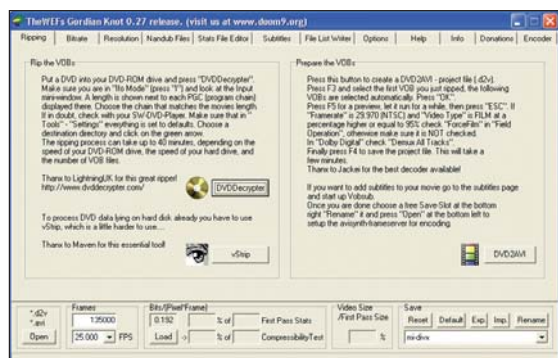 TheWEFs Gordian Knot 0.27 release. (visit us at www.doom9.org)
Ripping Bitrate Resolution Nandub Files Stats File Editor Subtitles File List Writer Options Help Info Donations Encoder
Rip the VOBs
Put a DVD into your DVD-ROM drive and press "DVDDecrypter".
Make sure you are in "Ifo Mode" (press "I") and look at the Input
mini-window. A length is shown next to each PGC (program chain)
displayed there. Choose the chain that matches the movies length
If in doubt, check with your SW-DVD-Player. Make sure that in "
Tools" - "Settings" everything is set to defaults. Choose a
destination directory and click on the green arrow.
The ripping process can take up to 40 minutes, depending on
the speed of your DVD-ROM drive, the speed of your hard drive, and
the number of VOB files.
Thanx to LightningUK for this great ripper!
http://www.dvddecrypter.com/
DVDDecrypter
To process DVD data lying on hard disk already you have to use
vStrip, which is a little harder to use....
Thanx to Maven for this essential tool!
vStrip
Prepare the VOBs
Press this button to create a DVD2AVI - project file (.d2v).
Press F3 and select the first VOB you just ripped, the following
VOBs are selected automatically. Press "OK".
Press F5 for a preview, let it run for a while, then press "ESC". If
"Framerate" is 29,970 (NTSC) and "Video Type" is FILM at a
percentage higher or equal to 95% check "ForceFilm" in "Field
Operation", otherwise make sure it is NOT checked.
In "Dolby Digital" check "Demux All Tracks".
Finally press F4 to save the project file. This will take a
few minutes.
Thanx to Jackei for the best decoder available!
If you want to add subtitles to your movie go to the subtitles page
and start up Vobsub.
Once you are done choose a free Save-Slot at the bottom
right "Rename" it and press "Open" at the bottom left to
setup the avisynth-frameserver for encoding.
DVD2AVI
*.d2v
*.avi
Open
Frames
135000
25.000 FPS
Bits/(Pixel*Frame)
0.192 % of First Pass Stats
Load -> % of CompressibilityTest
Video Size
/First Pass Size
%
Save
Reset Default Exp. Imp. Rename